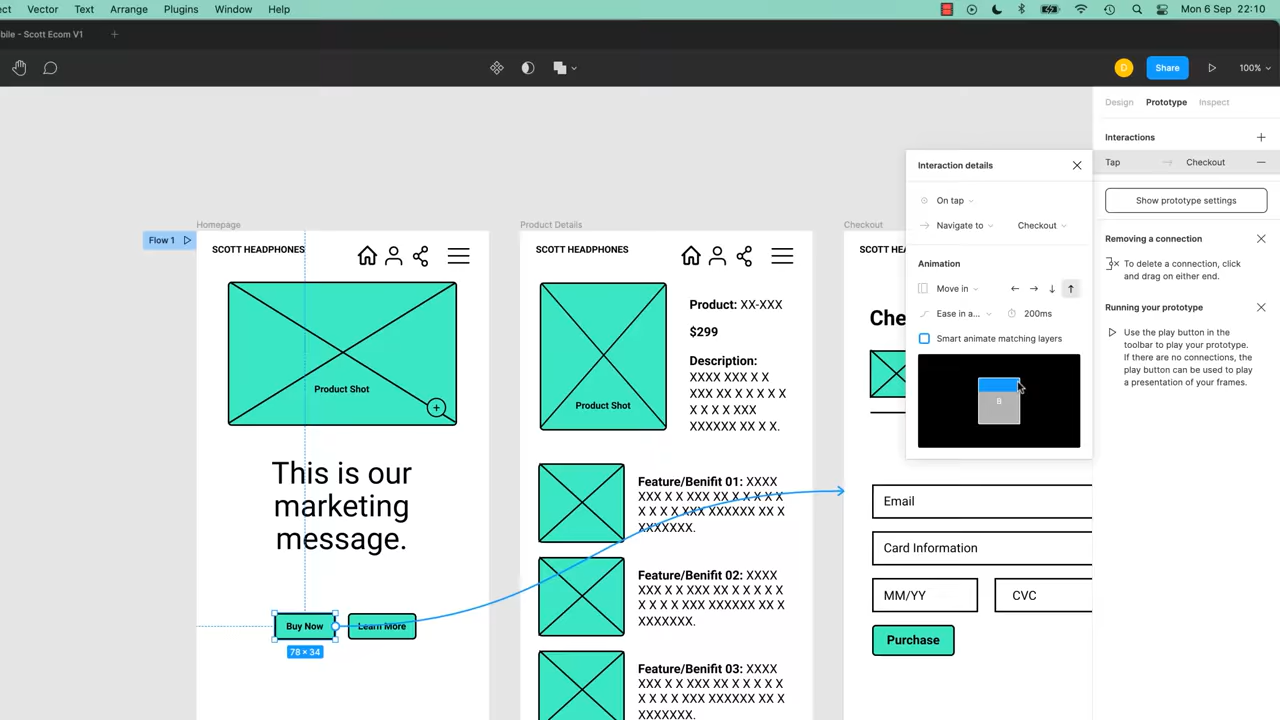 ect Vector Text Arrange Plugins Window Help Mon 6 Sep 22:10
bile - Scott Ecom V1 +
D Share 100%
Design Prototype Inspect
Interactions
Tap Checkout
Show prototype settings
Removing a connection
To delete a connection, click
and drag on either end.
Running your prototype
Use the play button in the
toolbar to play your prototype.
If there are no connections, the
play button can be used to
play a presentation of your frames.
Interaction details
On tap
Navigate to Checkout
Animation
Move in
Ease in a... 200ms
Smart animate matching layers
B
Flow 1
Homepage
SCOTT HEADPHONES
Product Shot
This is our
marketing
message.
Buy Now Learn More
78 × 34
Product Details
SCOTT HEADPHONES
Product Shot
Product: XX-XXX
$299
Description:
XXXX XXX X X
XXX XX X X X X X
X X X X XXX
XXXXXX XX X X.
Feature/Benifit 01: XXXX
XXX X X XXX XX X X X X X
X X X X XXX XXXXXX XX X
XXXXXXX.
Feature/Benifit 02: XXXX
XXX X X XXX XX X X X X X
X X X X XXX XXXXXX XX X
XXXXXXX.
Feature/Benifit 03: XXXX
XXX X X XXX XX X X X X X
X X X X XXX XXXXXX XX X
XXXXXXX.
Checkout
SCOTT HEA
Che
Email
Card Information
MM/YY CVC
Purchase